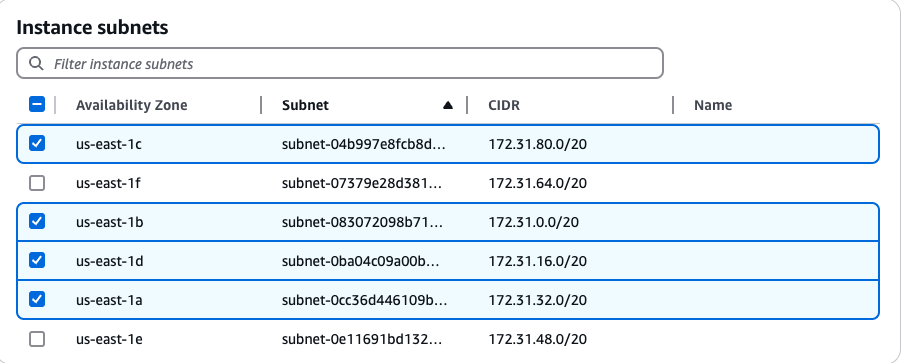 Instance subnets
Filter instance subnets
Availability Zone Subnet CIDR Name
us-east-1c subnet-04b997e8fcb8d... 172.31.80.0/20
us-east-1f subnet-07379e28d381... 172.31.64.0/20
us-east-1b subnet-083072098b71... 172.31.0.0/20
us-east-1d subnet-0ba04c09a00b... 172.31.16.0/20
us-east-1a subnet-0cc36d446109b... 172.31.32.0/20
us-east-1e subnet-0e11691bd132... 172.31.48.0/20